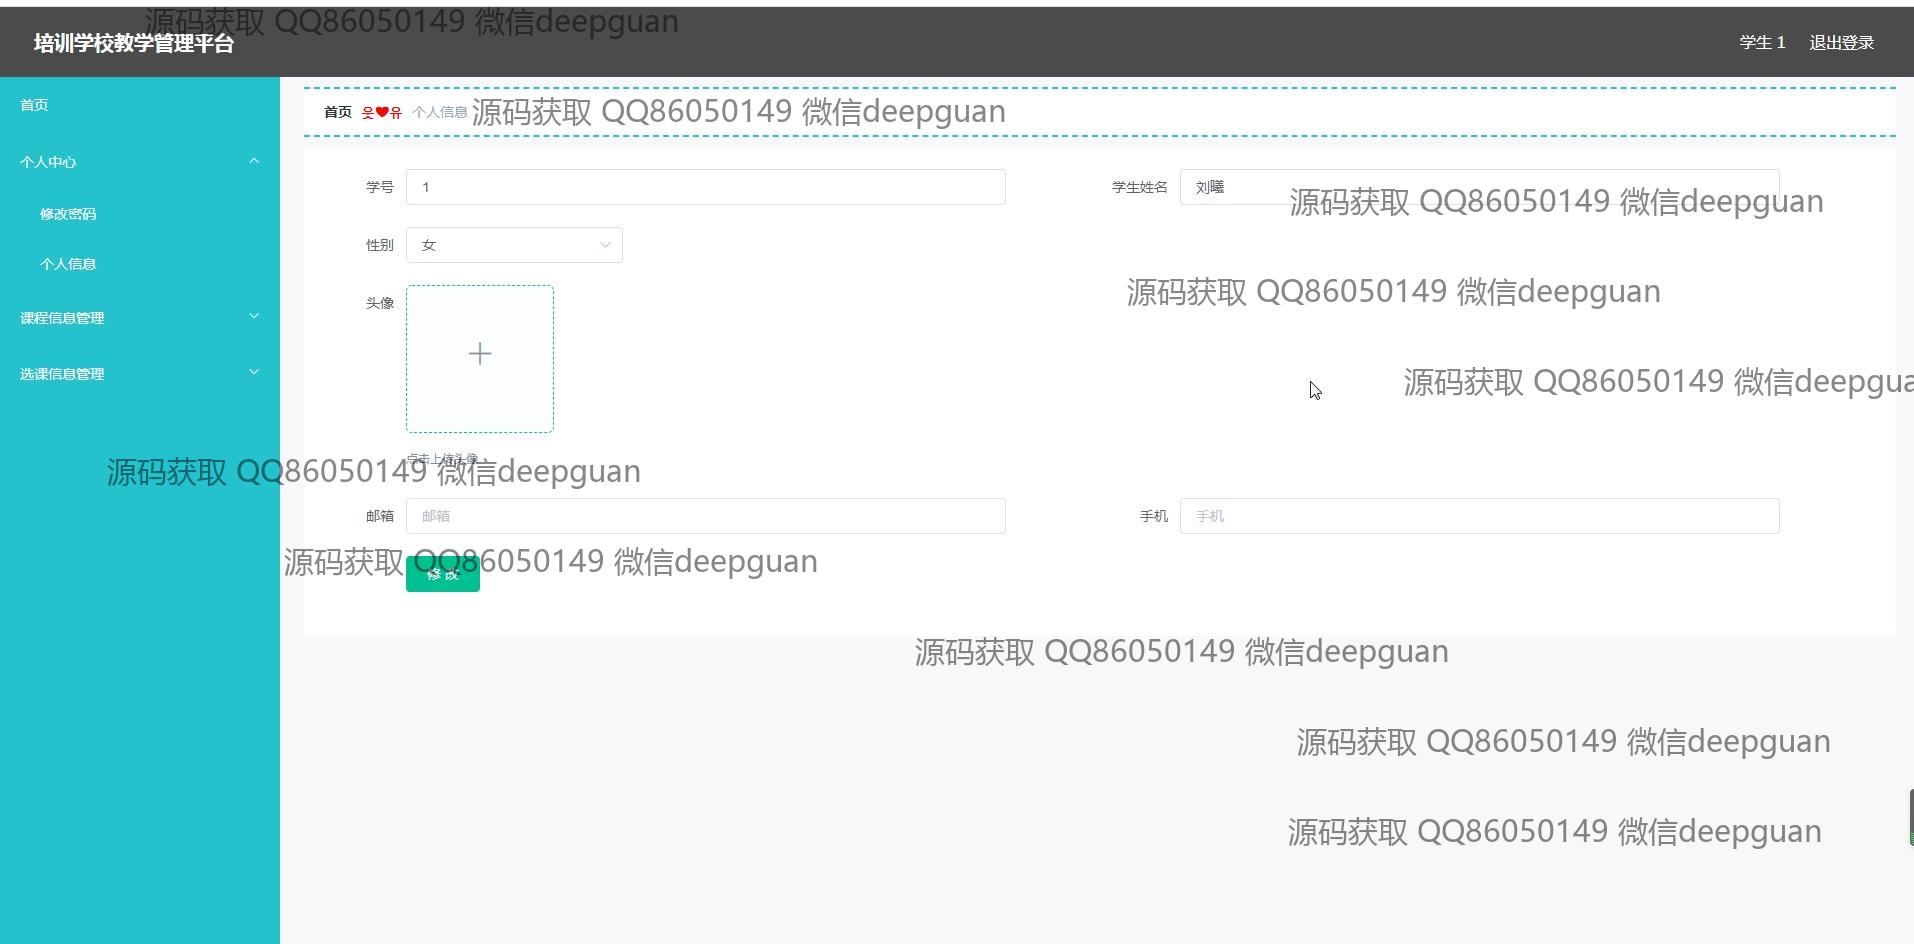 源码获取 QQ86050149 微信deepguan
培训学校教学管理平台
学生 1 退出登录
首页
个人中心
修改密码
个人信息
课程信息管理
选课信息管理
首页 웃❤유 个人信息
源码获取 QQ86050149 微信deepguan
学号 1
学生姓名 刘曦
源码获取 QQ86050149 微信deepguan
性别 女
源码获取 QQ86050149 微信deepguan
头像
源码获取 QQ86050149 微信deepgua
点击上传头像
源码获取 QQ86050149 微信deepguan
邮箱 邮箱
手机 手机
源码获取 QQ86050149 微信deepguan
修 改
源码获取 QQ86050149 微信deepguan
源码获取 QQ86050149 微信deepguan
源码获取 QQ86050149 微信deepguan